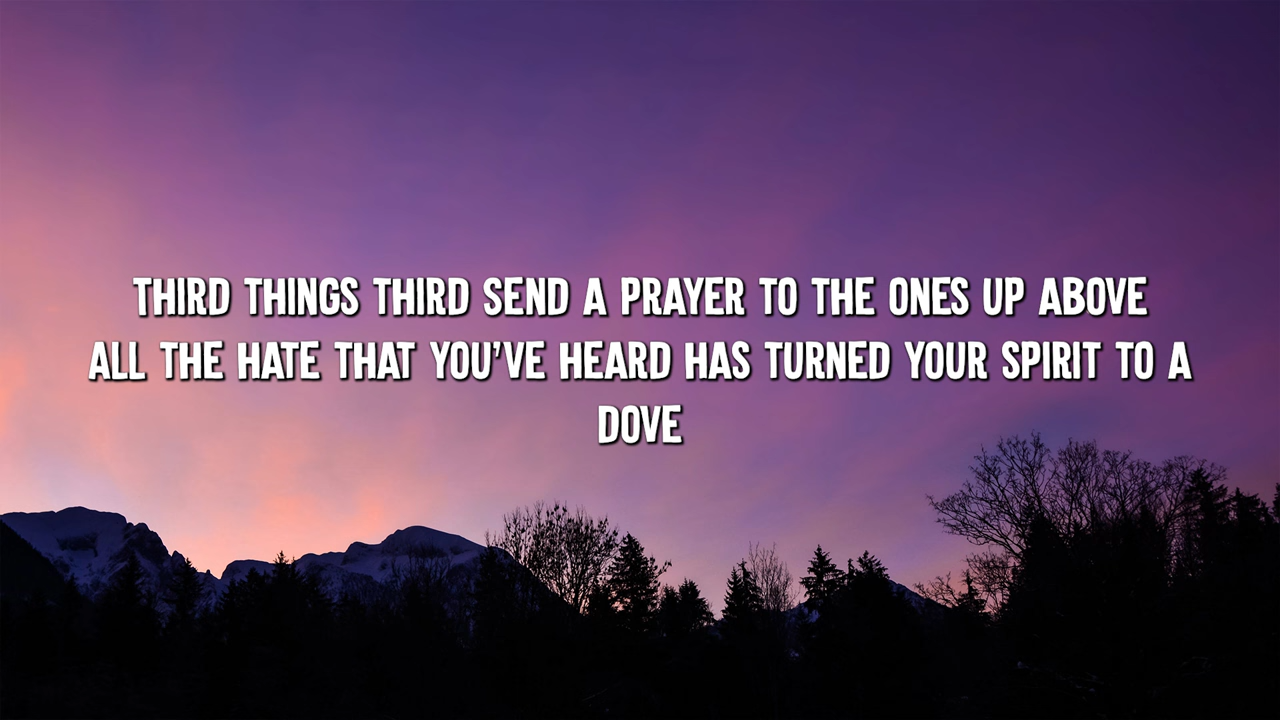 THIRD THINGS THIRD SEND A PRAYER TO THE ONES UP ABOVE
ALL THE HATE THAT YOU'VE HEARD HAS TURNED YOUR SPIRIT TO A
DOVE